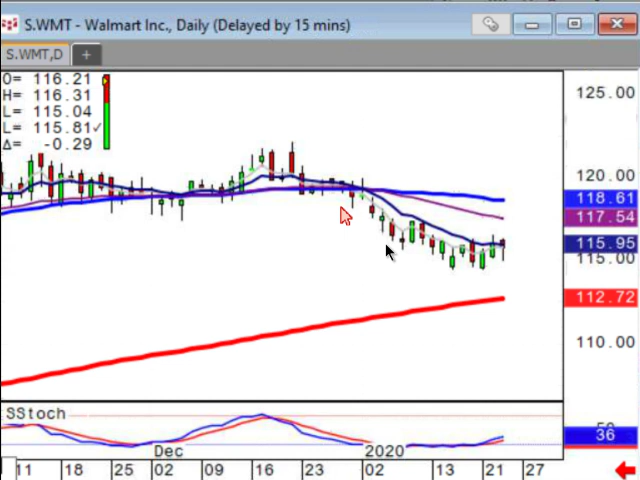 S.WMT - Walmart Inc., Daily (Delayed by 15 mins)
S.WMT,D +
O= 116.21
H= 116.31
L= 115.04
L= 115.81✓
Δ= -0.29
125.00
120.00
118.61
117.54
115.95
115.00
112.72
110.00
SStoch
36
Dec 2020
11 18 25 02 09 16 23 02 13 21 27